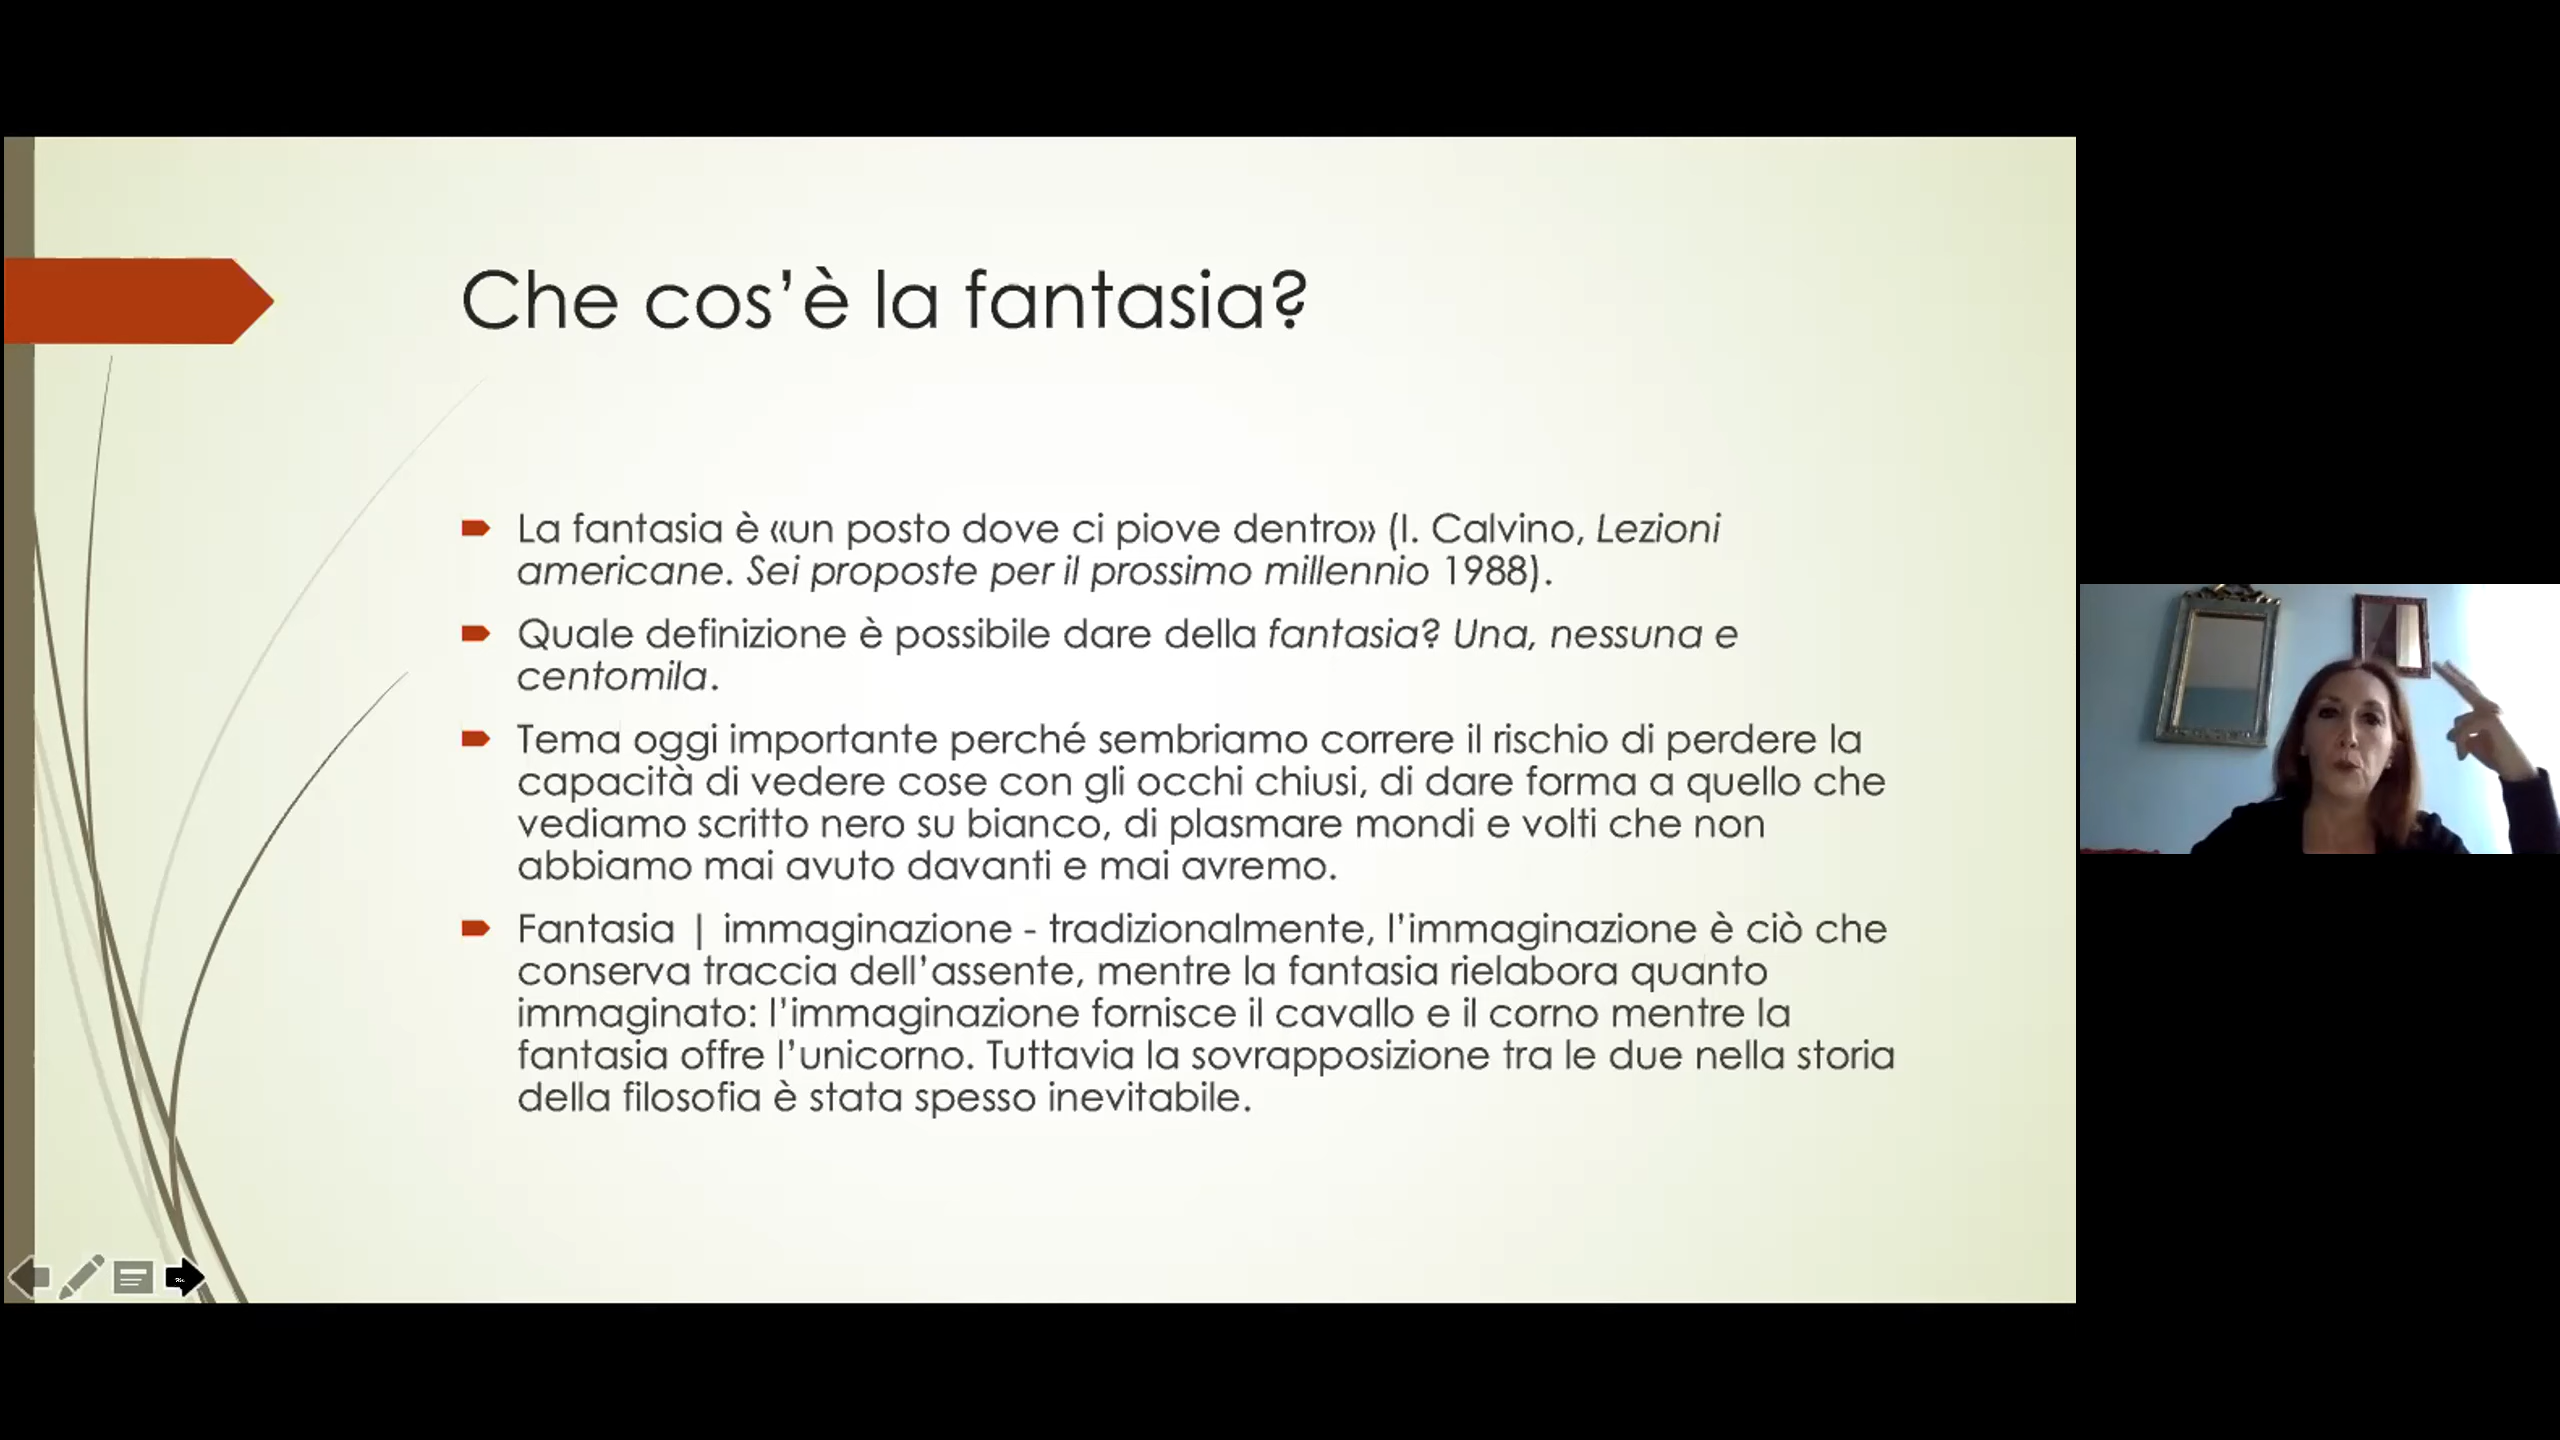 Che cos’è la fantasia?
La fantasia è «un posto dove ci piove dentro» (I. Calvino, Lezioni
americane. Sei proposte per il prossimo millennio 1988).
Quale definizione è possibile dare della fantasia? Una, nessuna e
centomila.
Tema oggi importante perché sembriamo correre il rischio di perdere la
capacità di vedere cose con gli occhi chiusi, di dare forma a quello che
vediamo scritto nero su bianco, di plasmare mondi e volti che non
abbiamo mai avuto davanti e mai avremo.
Fantasia | immaginazione - tradizionalmente, l’immaginazione è ciò che
conserva traccia dell’assente, mentre la fantasia rielabora quanto
immaginato: l’immaginazione fornisce il cavallo e il corno mentre la
fantasia offre l’unicorno. Tuttavia la sovrapposizione tra le due nella storia
della filosofia è stata spesso inevitabile.